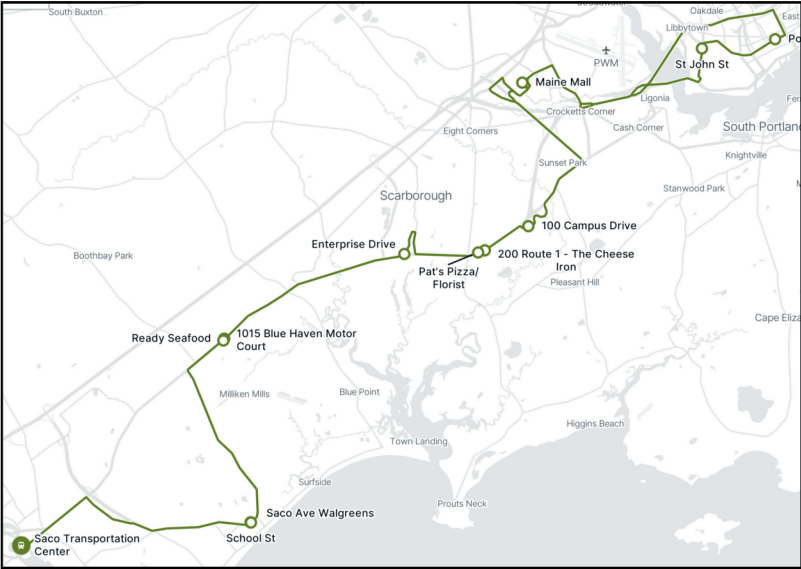 South Buxton
Oakdale
East
Libbytown
Po
St John St
PWM
Maine Mall
Ligonia
Crocketts Corner
Cash Corner
South Portlan
Eight Corners
Knightville
Sunset Park
Stanwood Park
Scarborough
100 Campus Drive
Enterprise Drive
200 Route 1 - The Cheese
Iron
Boothbay Park
Pat's Pizza/
Florist
Pleasant Hill
Cape Eliza
Ready Seafood
1015 Blue Haven Motor
Court
Milliken Mills
Blue Point
Higgins Beach
Town Landing
Surfside
Prouts Neck
Saco Ave Walgreens
School St
Saco Transportation
Center